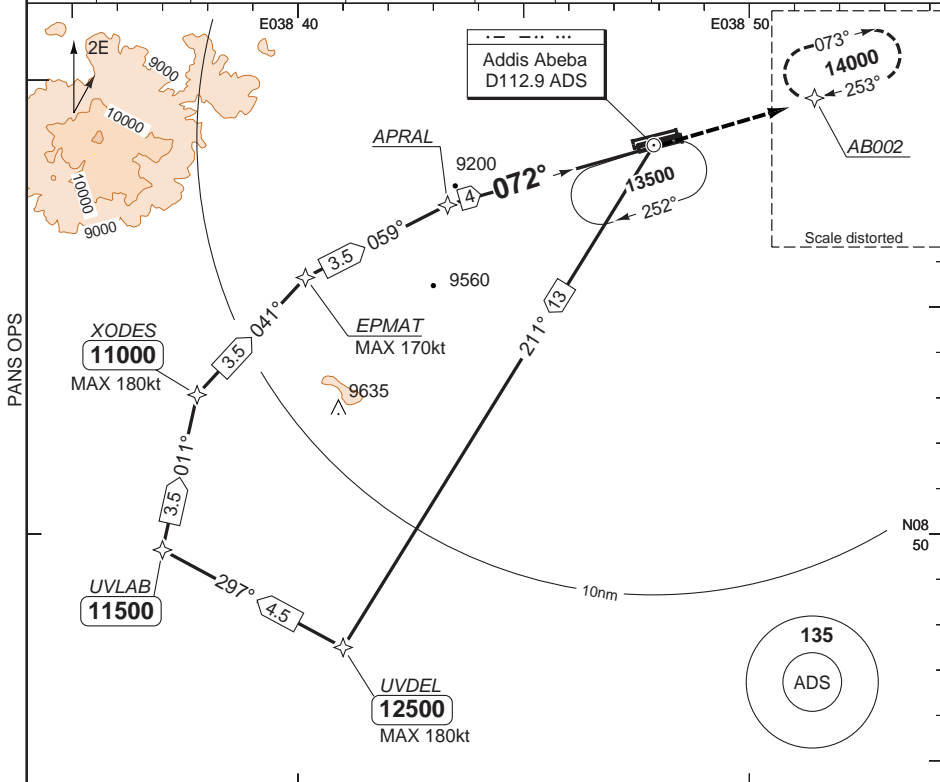 E038 40
E038 50
2E
9000
10000
10000
9000
Addis Abeba
D112.9 ADS
073°
14000
253°
AB002
Scale distorted
APRAL
9200
4
072°
13500
252°
059°
3.5
9560
EPMAT
MAX 170kt
041°
3.5
XODES
11000
MAX 180kt
PANS OPS
13
211°
9635
011°
3.5
N08
50
UVLAB
11500
297°
4.5
10nm
UVDEL
12500
MAX 180kt
135
ADS